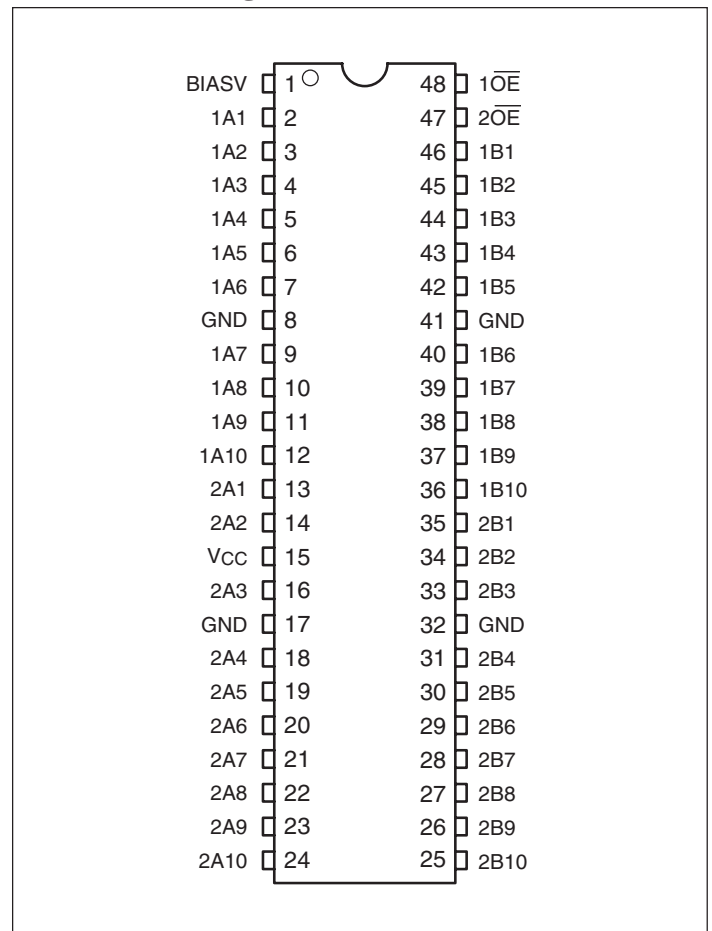 BIASV 1 48 1O̅E̅
1A1 2 47 2O̅E̅
1A2 3 46 1B1
1A3 4 45 1B2
1A4 5 44 1B3
1A5 6 43 1B4
1A6 7 42 1B5
GND 8 41 GND
1A7 9 40 1B6
1A8 10 39 1B7
1A9 11 38 1B8
1A10 12 37 1B9
2A1 13 36 1B10
2A2 14 35 2B1
VCC 15 34 2B2
2A3 16 33 2B3
GND 17 32 GND
2A4 18 31 2B4
2A5 19 30 2B5
2A6 20 29 2B6
2A7 21 28 2B7
2A8 22 27 2B8
2A9 23 26 2B9
2A10 24 25 2B10